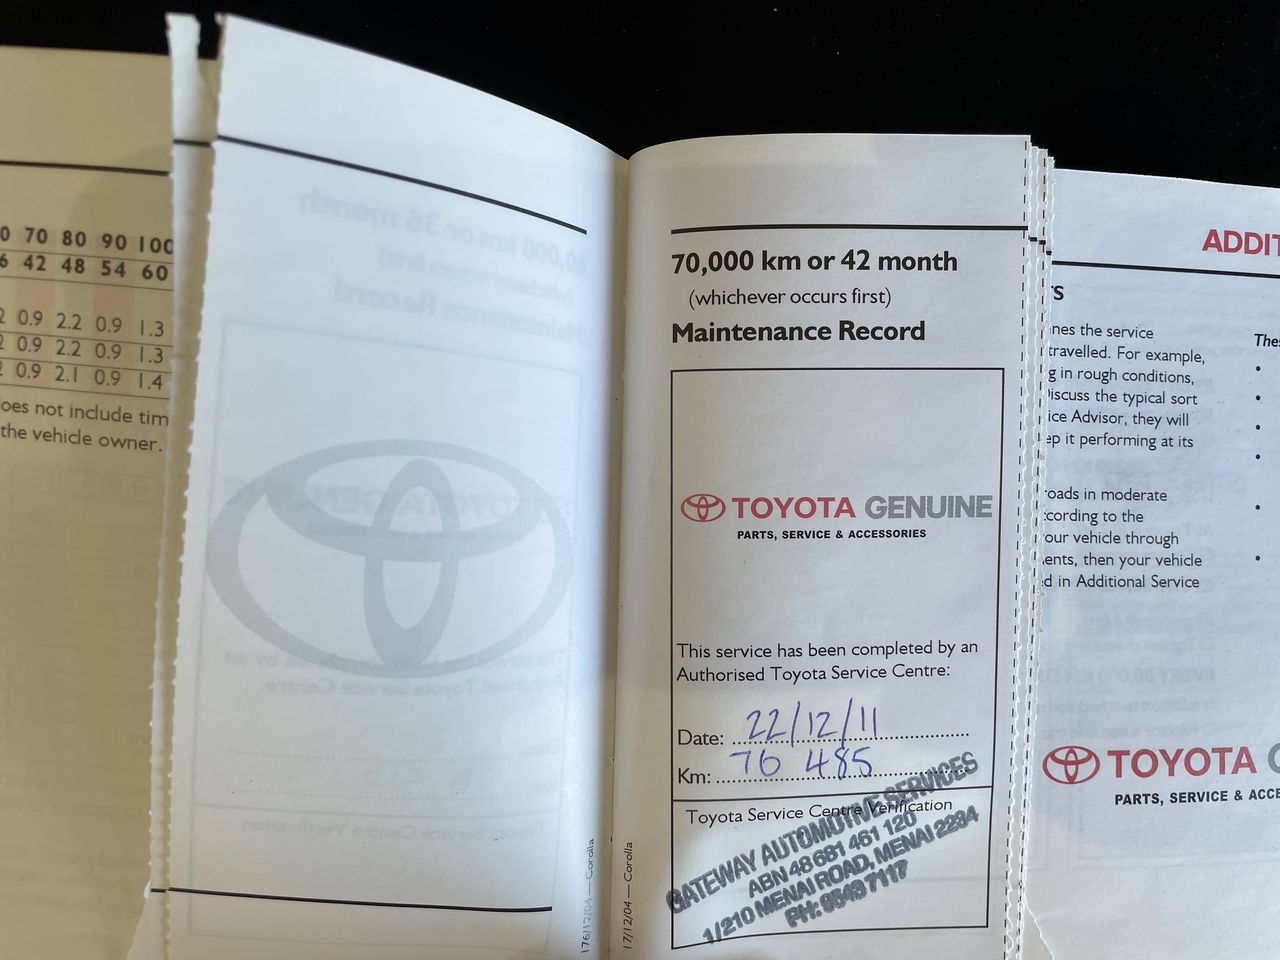 0 70 80 90 100
6 42 48 54 60
2 0.9 2.2 0.9 1.3
2 0.9 2.2 0.9 1.3
2 0.9 2.1 0.9 1.4
oes not include tim
the vehicle owner.
176/12/04 — Corolla
70,000 km or 42 month
(whichever occurs first)
Maintenance Record
TOYOTA GENUINE
PARTS, SERVICE & ACCESSORIES
This service has been completed by an
Authorised Toyota Service Centre:
Date: 22/12/11
Km: 76 485
Toyota Service Centre Verification
GATEWAY AUTOMOTIVE SERVICES
ABN 48 681 461 120
1/210 MENAI ROAD, MENAI 2234
PH: 9543 7117
17/12/04 — Corolla
ADDIT
TS
nes the service
travelled. For example,
g in rough conditions,
Discuss the typical sort
ice Advisor, they will
ep it performing at its
oads in moderate
cording to the
our vehicle through
ents, then your vehicle
d in Additional Service
Thes
TOYOTA G
PARTS, SERVICE & ACCE